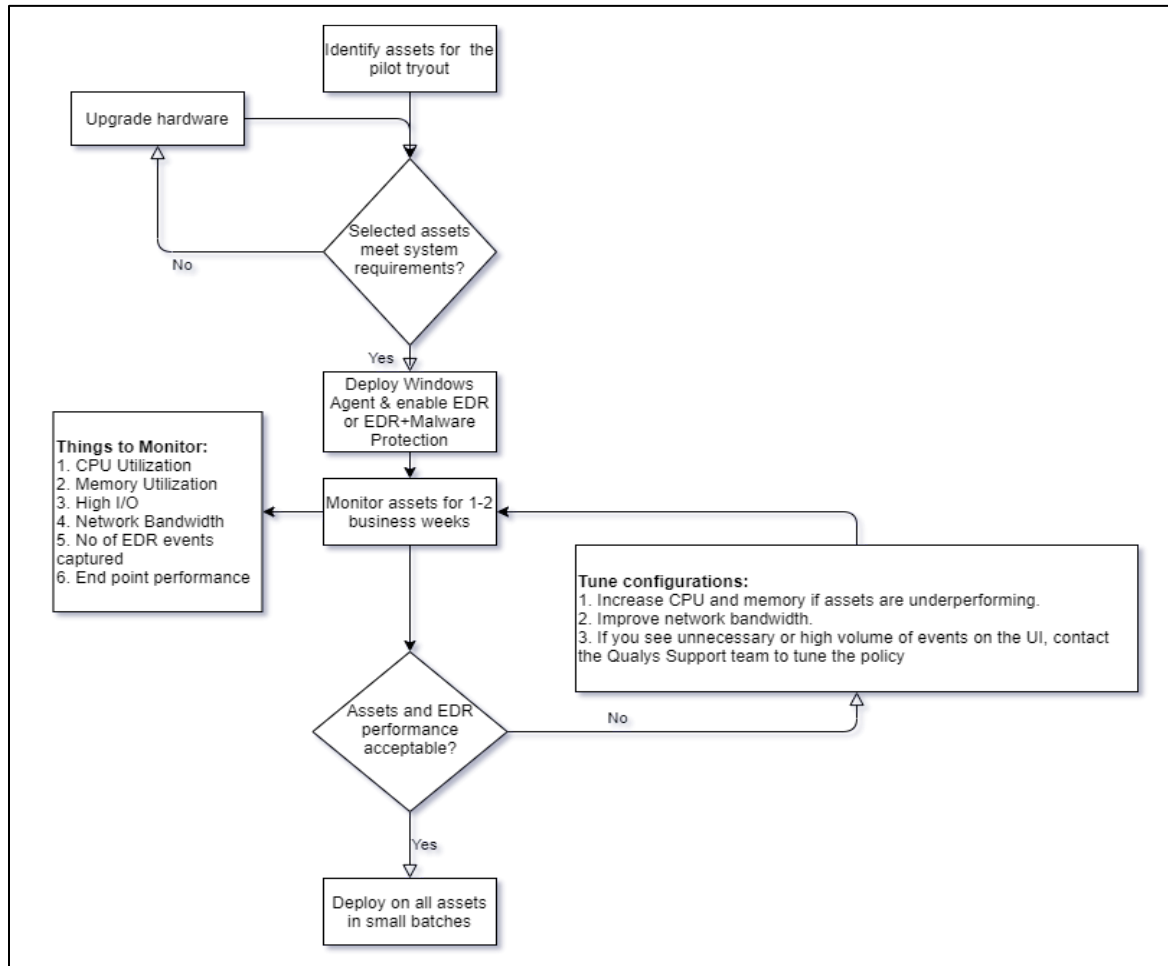 Identify assets for the
pilot tryout
Upgrade hardware
Selected assets
meet system
requirements?
No
Yes
Deploy Windows
Agent & enable EDR
or EDR+Malware
Protection
Things to Monitor:
1. CPU Utilization
2. Memory Utilization
3. High I/O
4. Network Bandwidth
5. No of EDR events
captured
6. End point performance
Monitor assets for 1-2
business weeks
Tune configurations:
1. Increase CPU and memory if assets are underperforming.
2. Improve network bandwidth.
3. If you see unnecessary or high volume of events on the UI, contact
the Qualys Support team to tune the policy
Assets and EDR
performance
acceptable?
No
Yes
Deploy on all assets
in small batches